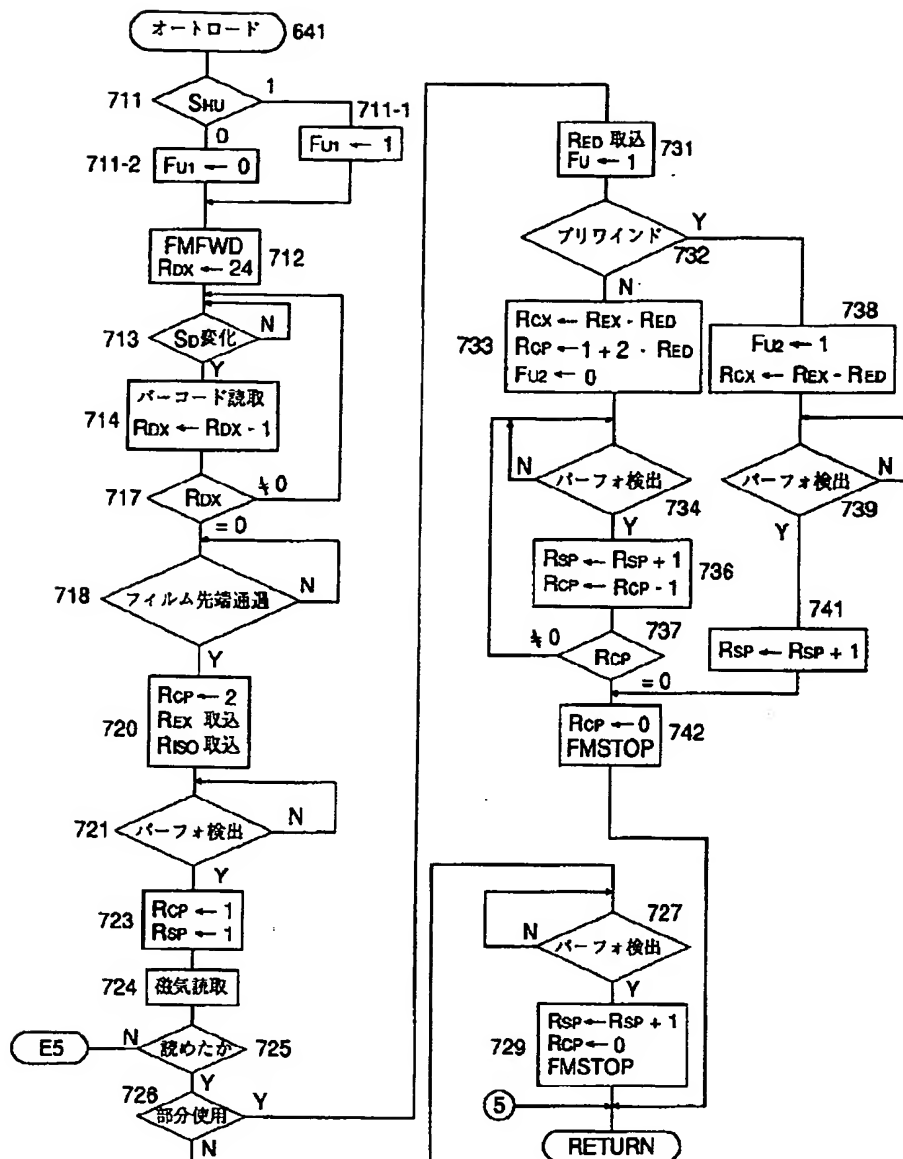 オートロード 641
711 SHU 1
0
711-1
FU1 ← 1
711-2 FU1 ← 0
FMFWD
RDX ← 24
712
713 SD変化 N
Y
714
バーコード読取
RDX ← RDX - 1
717 RDX ≠ 0
= 0
718 フィルム先端通過 N
Y
720
RCP ← 2
REX 取込
RISO 取込
721 パーフォ検出 N
Y
723
RCP ← 1
RSP ← 1
724 磁気読取
E5 N 読めたか 725
Y
726 部分使用 Y
N
RED 取込
FU ← 1
731
プリワインド Y
732
N
733
RCX ← REX - RED
RCP ← 1 + 2 · RED
FU2 ← 0
738
FU2 ← 1
RCX ← REX - RED
N パーフォ検出
734
Y
パーフォ検出 N
739
Y
RSP ← RSP + 1
RCP ← RCP - 1
736
737
≠ 0 RCP
= 0
741
RSP ← RSP + 1
RCP ← 0
FMSTOP
742
727
N パーフォ検出
Y
729
RSP ← RSP + 1
RCP ← 0
FMSTOP
5
RETURN